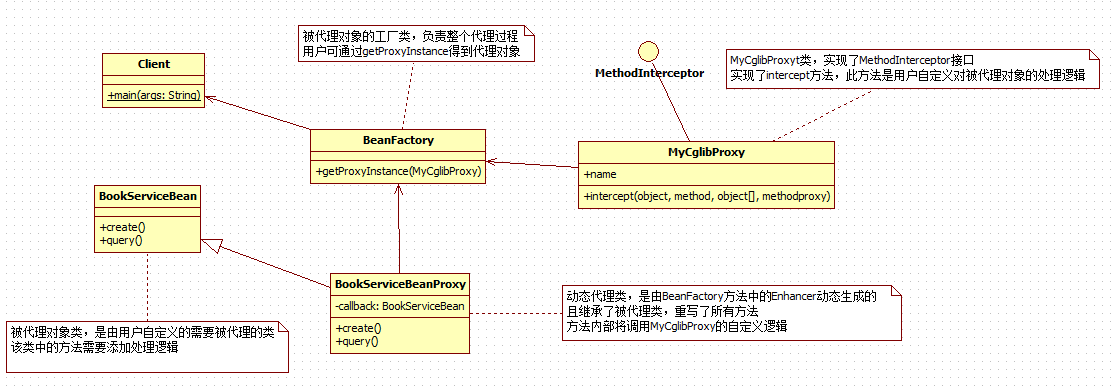 被代理对象的工厂类，负责整个代理过程
用户可通过getProxyInstance得到代理对象
MethodInterceptor
MyCglibProxyt类，实现了MethodInterceptor接口
实现了intercept方法，此方法是用户自定义对被代理对象的处理逻辑
Client
+main(args: String)
BeanFactory
+getProxyInstance(MyCglibProxy)
MyCglibProxy
+name
+intercept(object, method, object[], methodproxy)
BookServiceBean
+create()
+query()
BookServiceBeanProxy
-callback: BookServiceBean
+create()
+query()
动态代理类，是由BeanFactory方法中的Enhancer动态生成的
且继承了被代理类，重写了所有方法
方法内部将调用MyCglibProxy的自定义逻辑
被代理对象类，是由用户自定义的需要被代理的类
该类中的方法需要添加处理逻辑